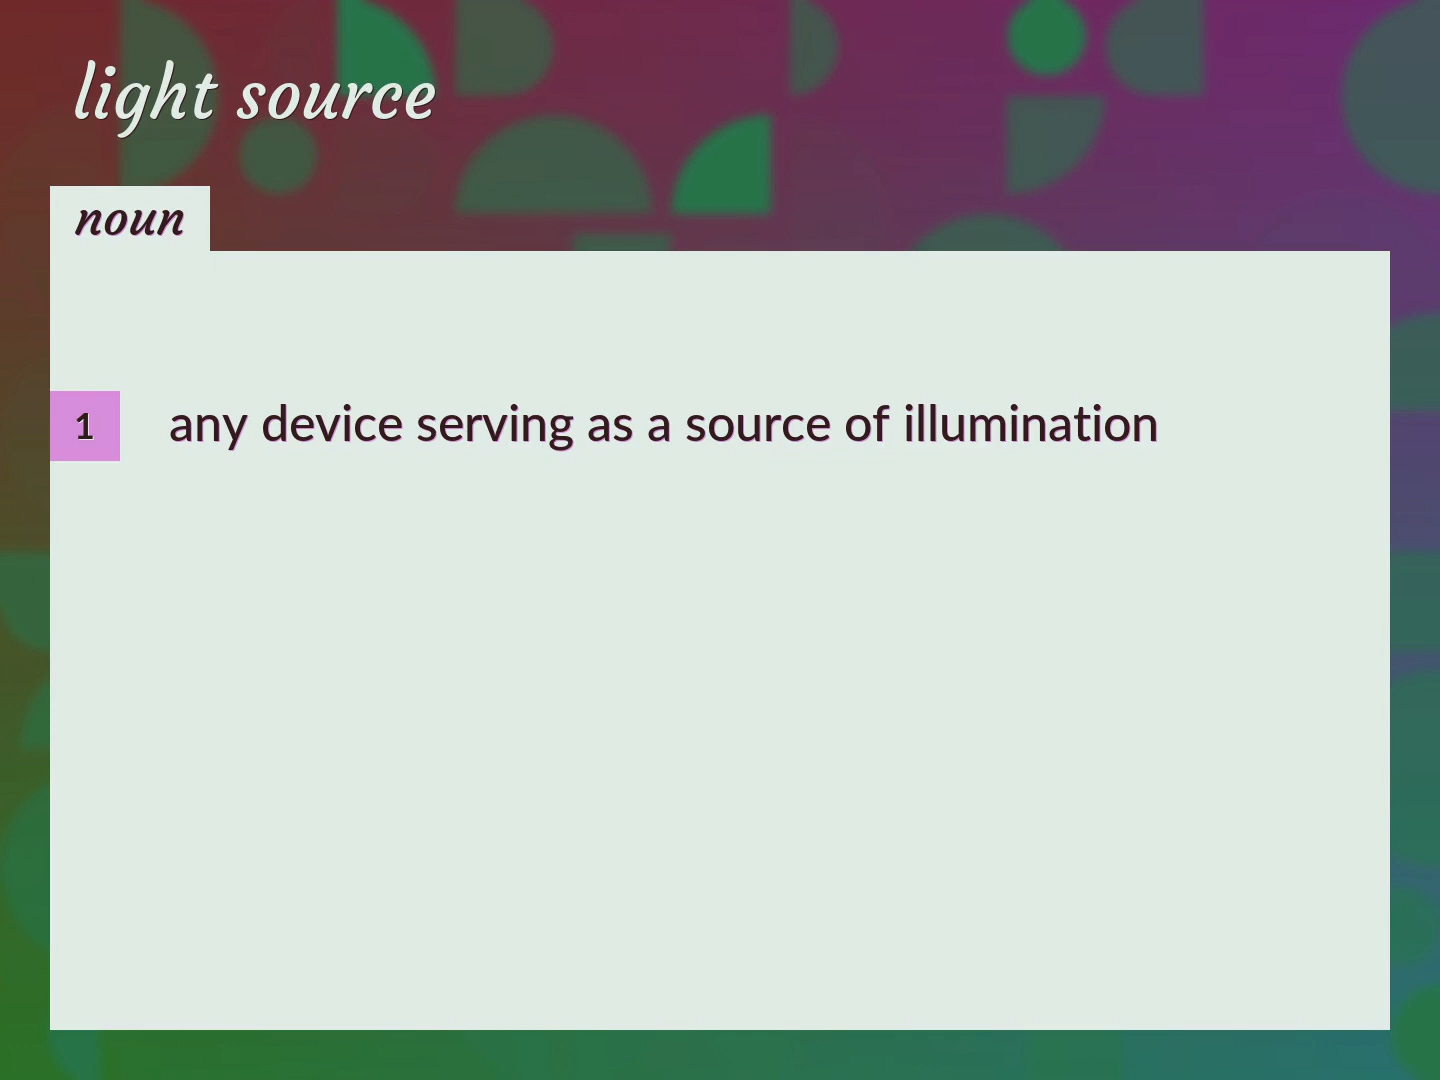 light source
noun
1 any device serving as a source of illumination